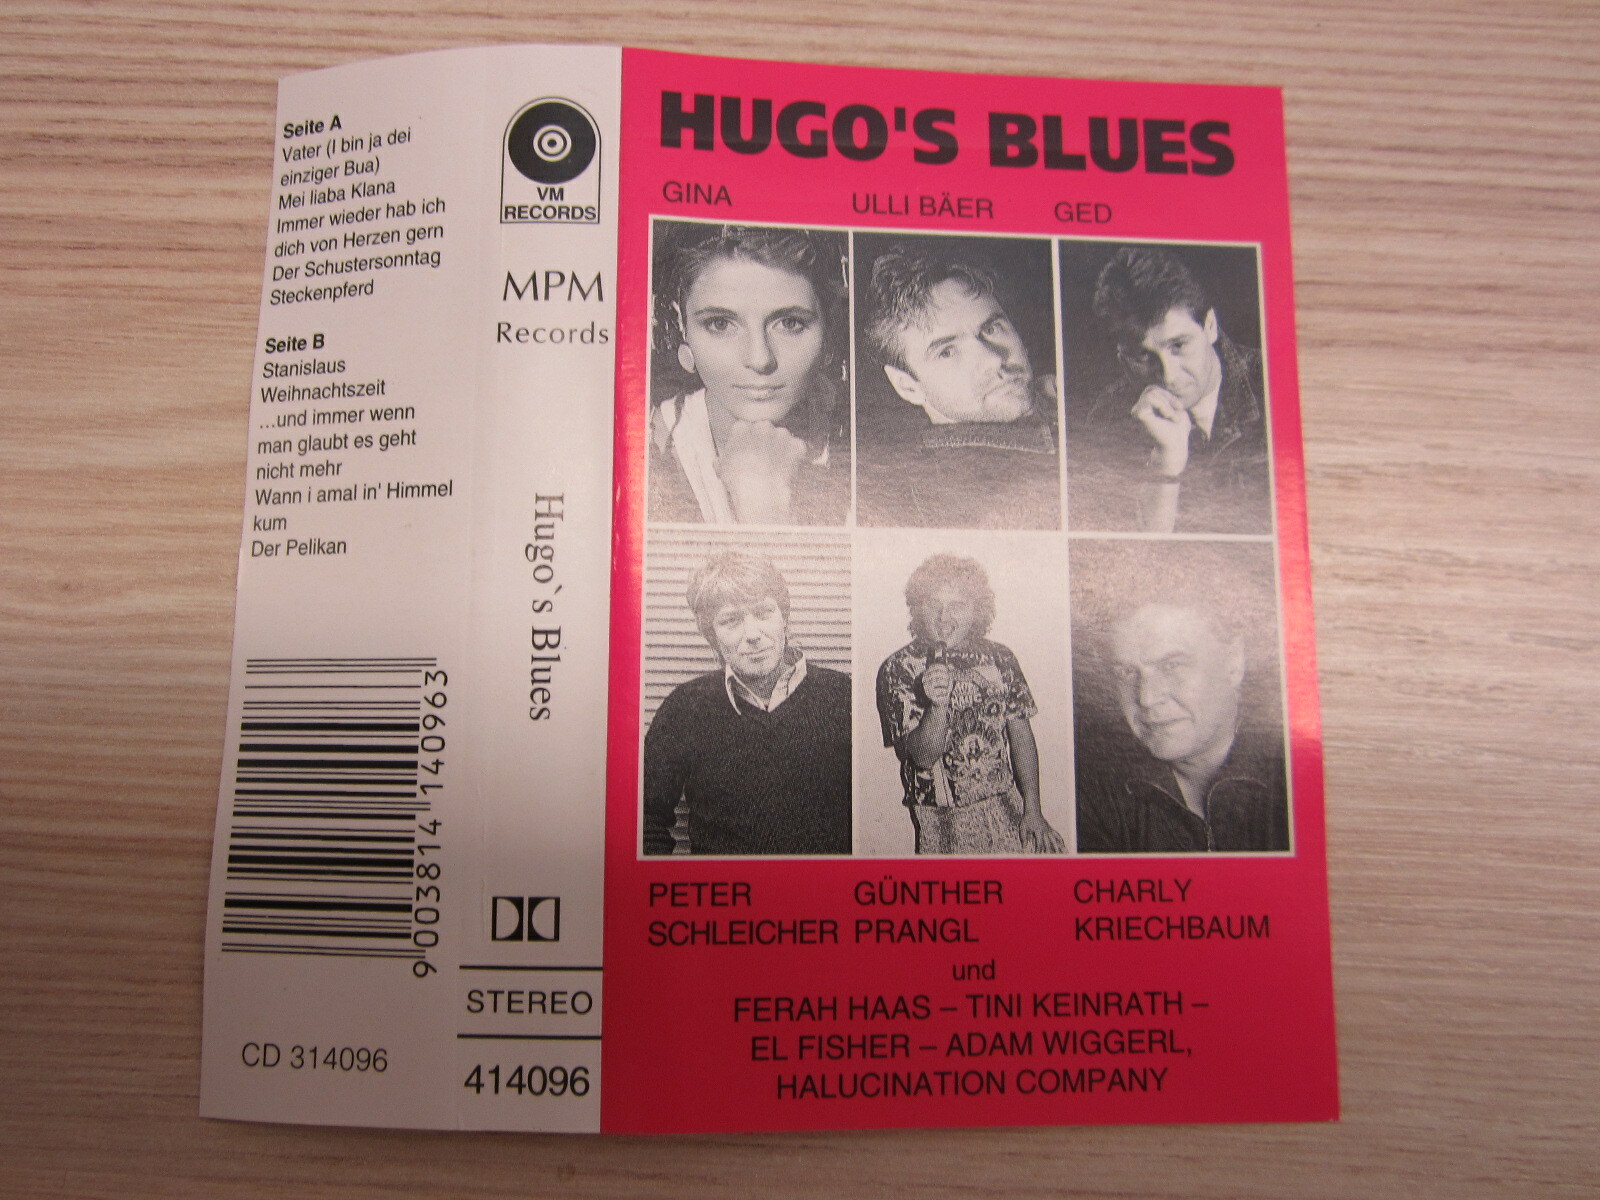 Seite A
Vater (I bin ja dei
einziger Bua)
Mei liaba Klana
Immer wieder hab ich
dich von Herzen gern
Der Schustersonntag
Steckenpferd
Seite B
Stanislaus
Weihnachtszeit
...und immer wenn
man glaubt es geht
nicht mehr
Wann i amal in' Himmel
kum
Der Pelikan
9 003814 140963
CD 314096
VM
RECORDS
MPM
Records
Hugo`s Blues
STEREO
414096
HUGO'S BLUES
GINA ULLI BÄER GED
PETER GÜNTHER CHARLY
SCHLEICHER PRANGL KRIECHBAUM
und
FERAH HAAS – TINI KEINRATH –
EL FISHER – ADAM WIGGERL,
HALUCINATION COMPANY